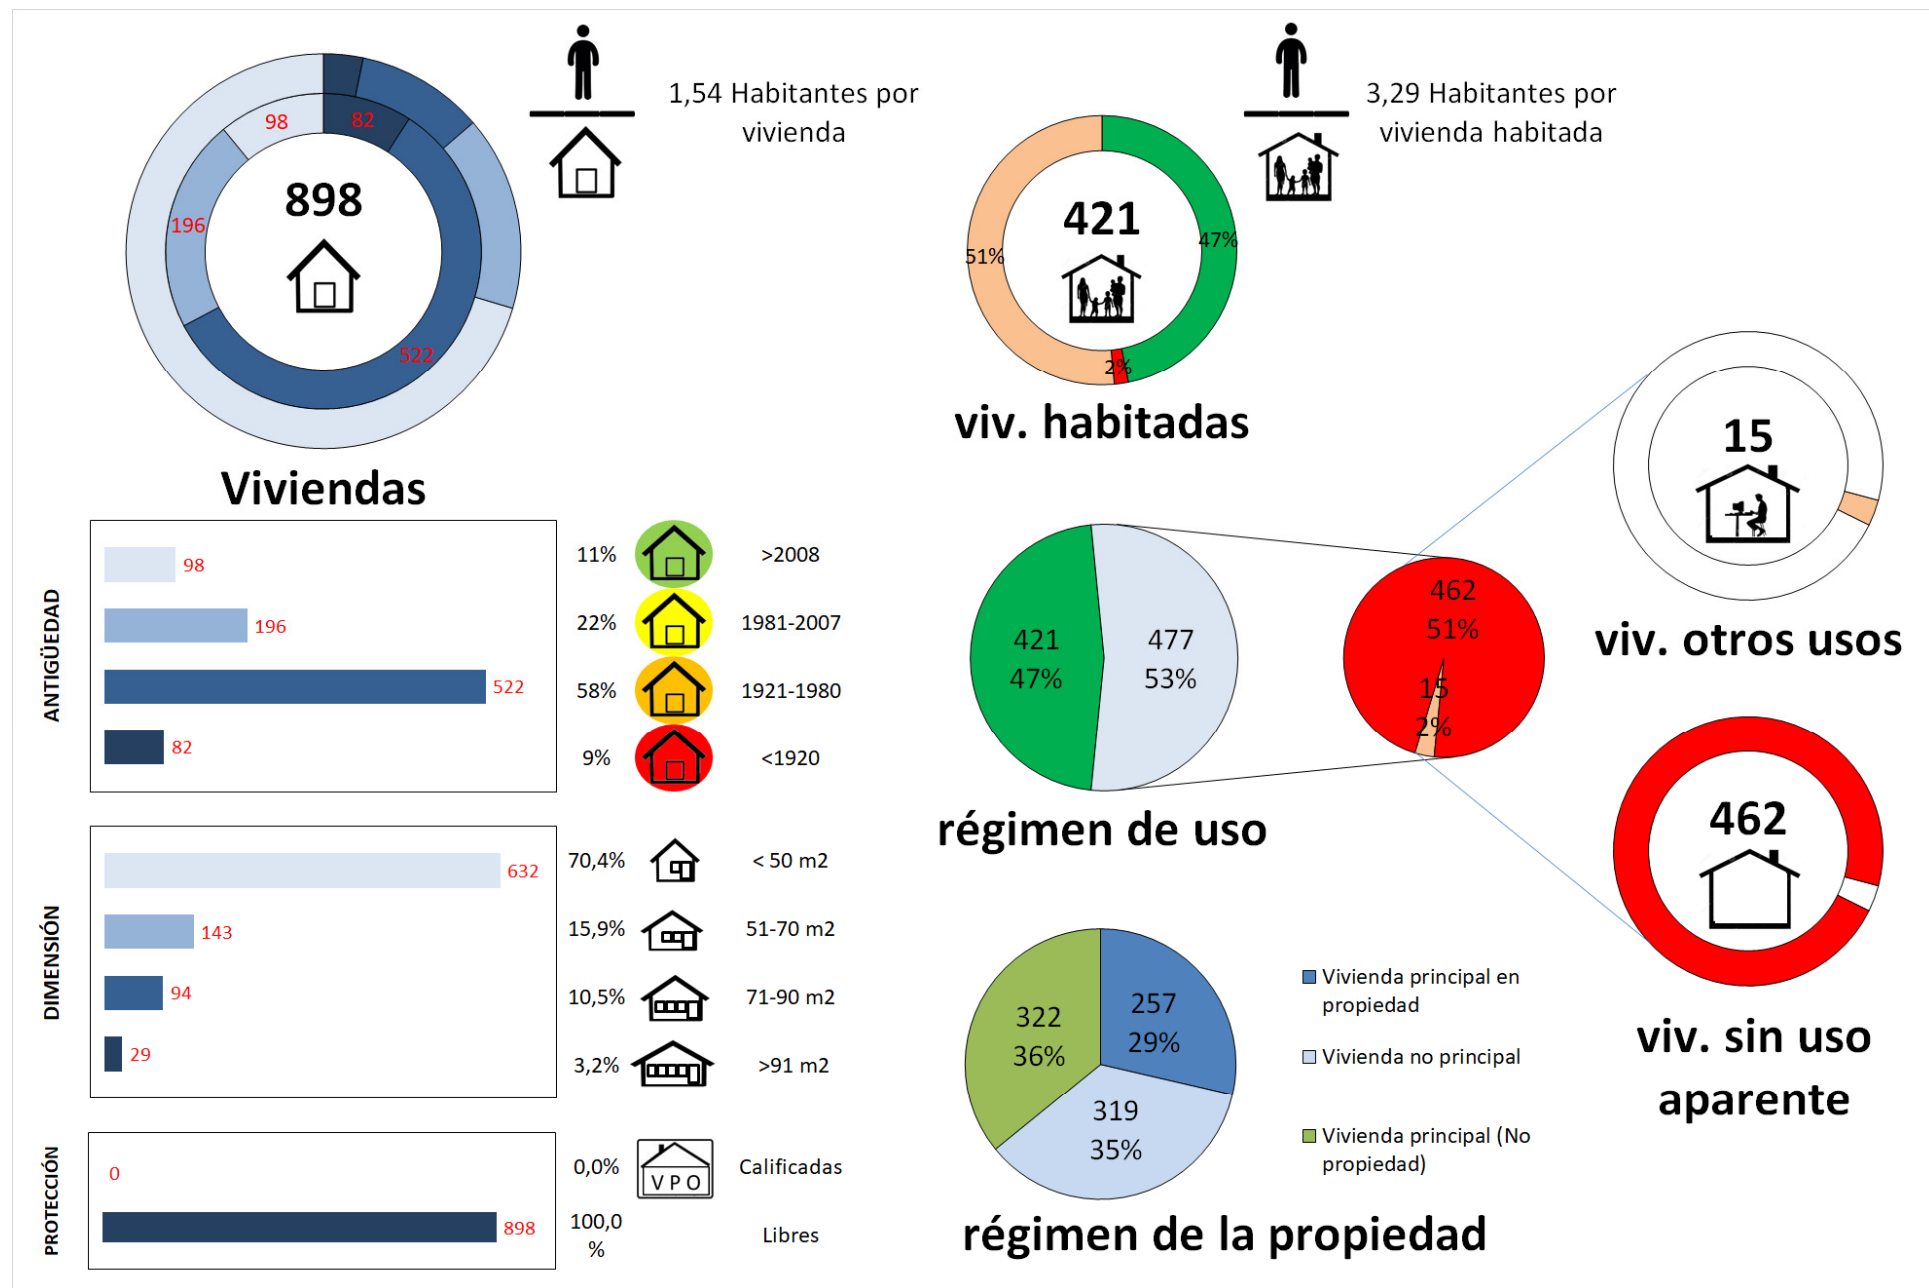 1,54 Habitantes por
vivienda
98
82
196
522
898
Viviendas
3,29 Habitantes por
vivienda habitada
421
47%
51%
2%
viv. habitadas
ANTIGÜEDAD
98
11%
>2008
196
22%
1981-2007
522
58%
1921-1980
82
9%
<1920
DIMENSIÓN
632
70,4%
< 50 m2
143
15,9%
51-70 m2
94
10,5%
71-90 m2
29
3,2%
>91 m2
PROTECCIÓN
0
0,0%
VPO
Calificadas
898
100,0
%
Libres
421
47%
477
53%
462
51%
15
2%
régimen de uso
15
viv. otros usos
462
viv. sin uso
aparente
257
29%
319
35%
322
36%
Vivienda principal en
propiedad
Vivienda no principal
Vivienda principal (No
propiedad)
régimen de la propiedad